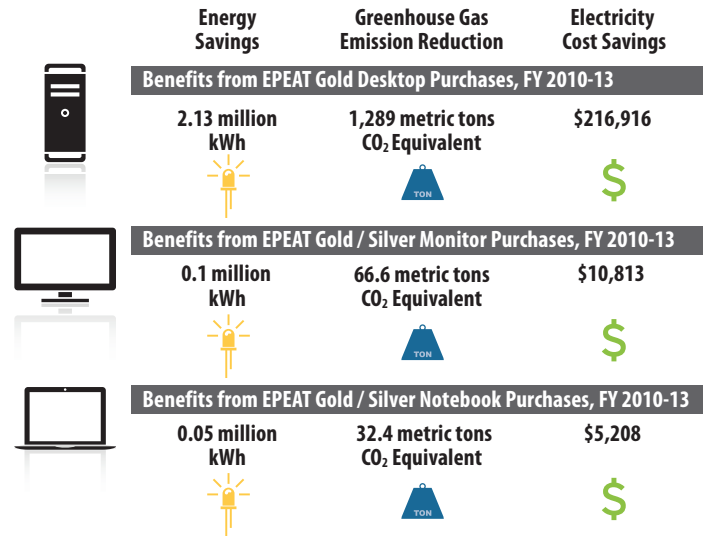 Energy Savings
Greenhouse Gas Emission Reduction
Electricity Cost Savings
Benefits from EPEAT Gold Desktop Purchases, FY 2010-13
2.13 million kWh
1,289 metric tons CO₂ Equivalent
$216,916
TON
$
Benefits from EPEAT Gold / Silver Monitor Purchases, FY 2010-13
0.1 million kWh
66.6 metric tons CO₂ Equivalent
$10,813
TON
$
Benefits from EPEAT Gold / Silver Notebook Purchases, FY 2010-13
0.05 million kWh
32.4 metric tons CO₂ Equivalent
$5,208
TON
$